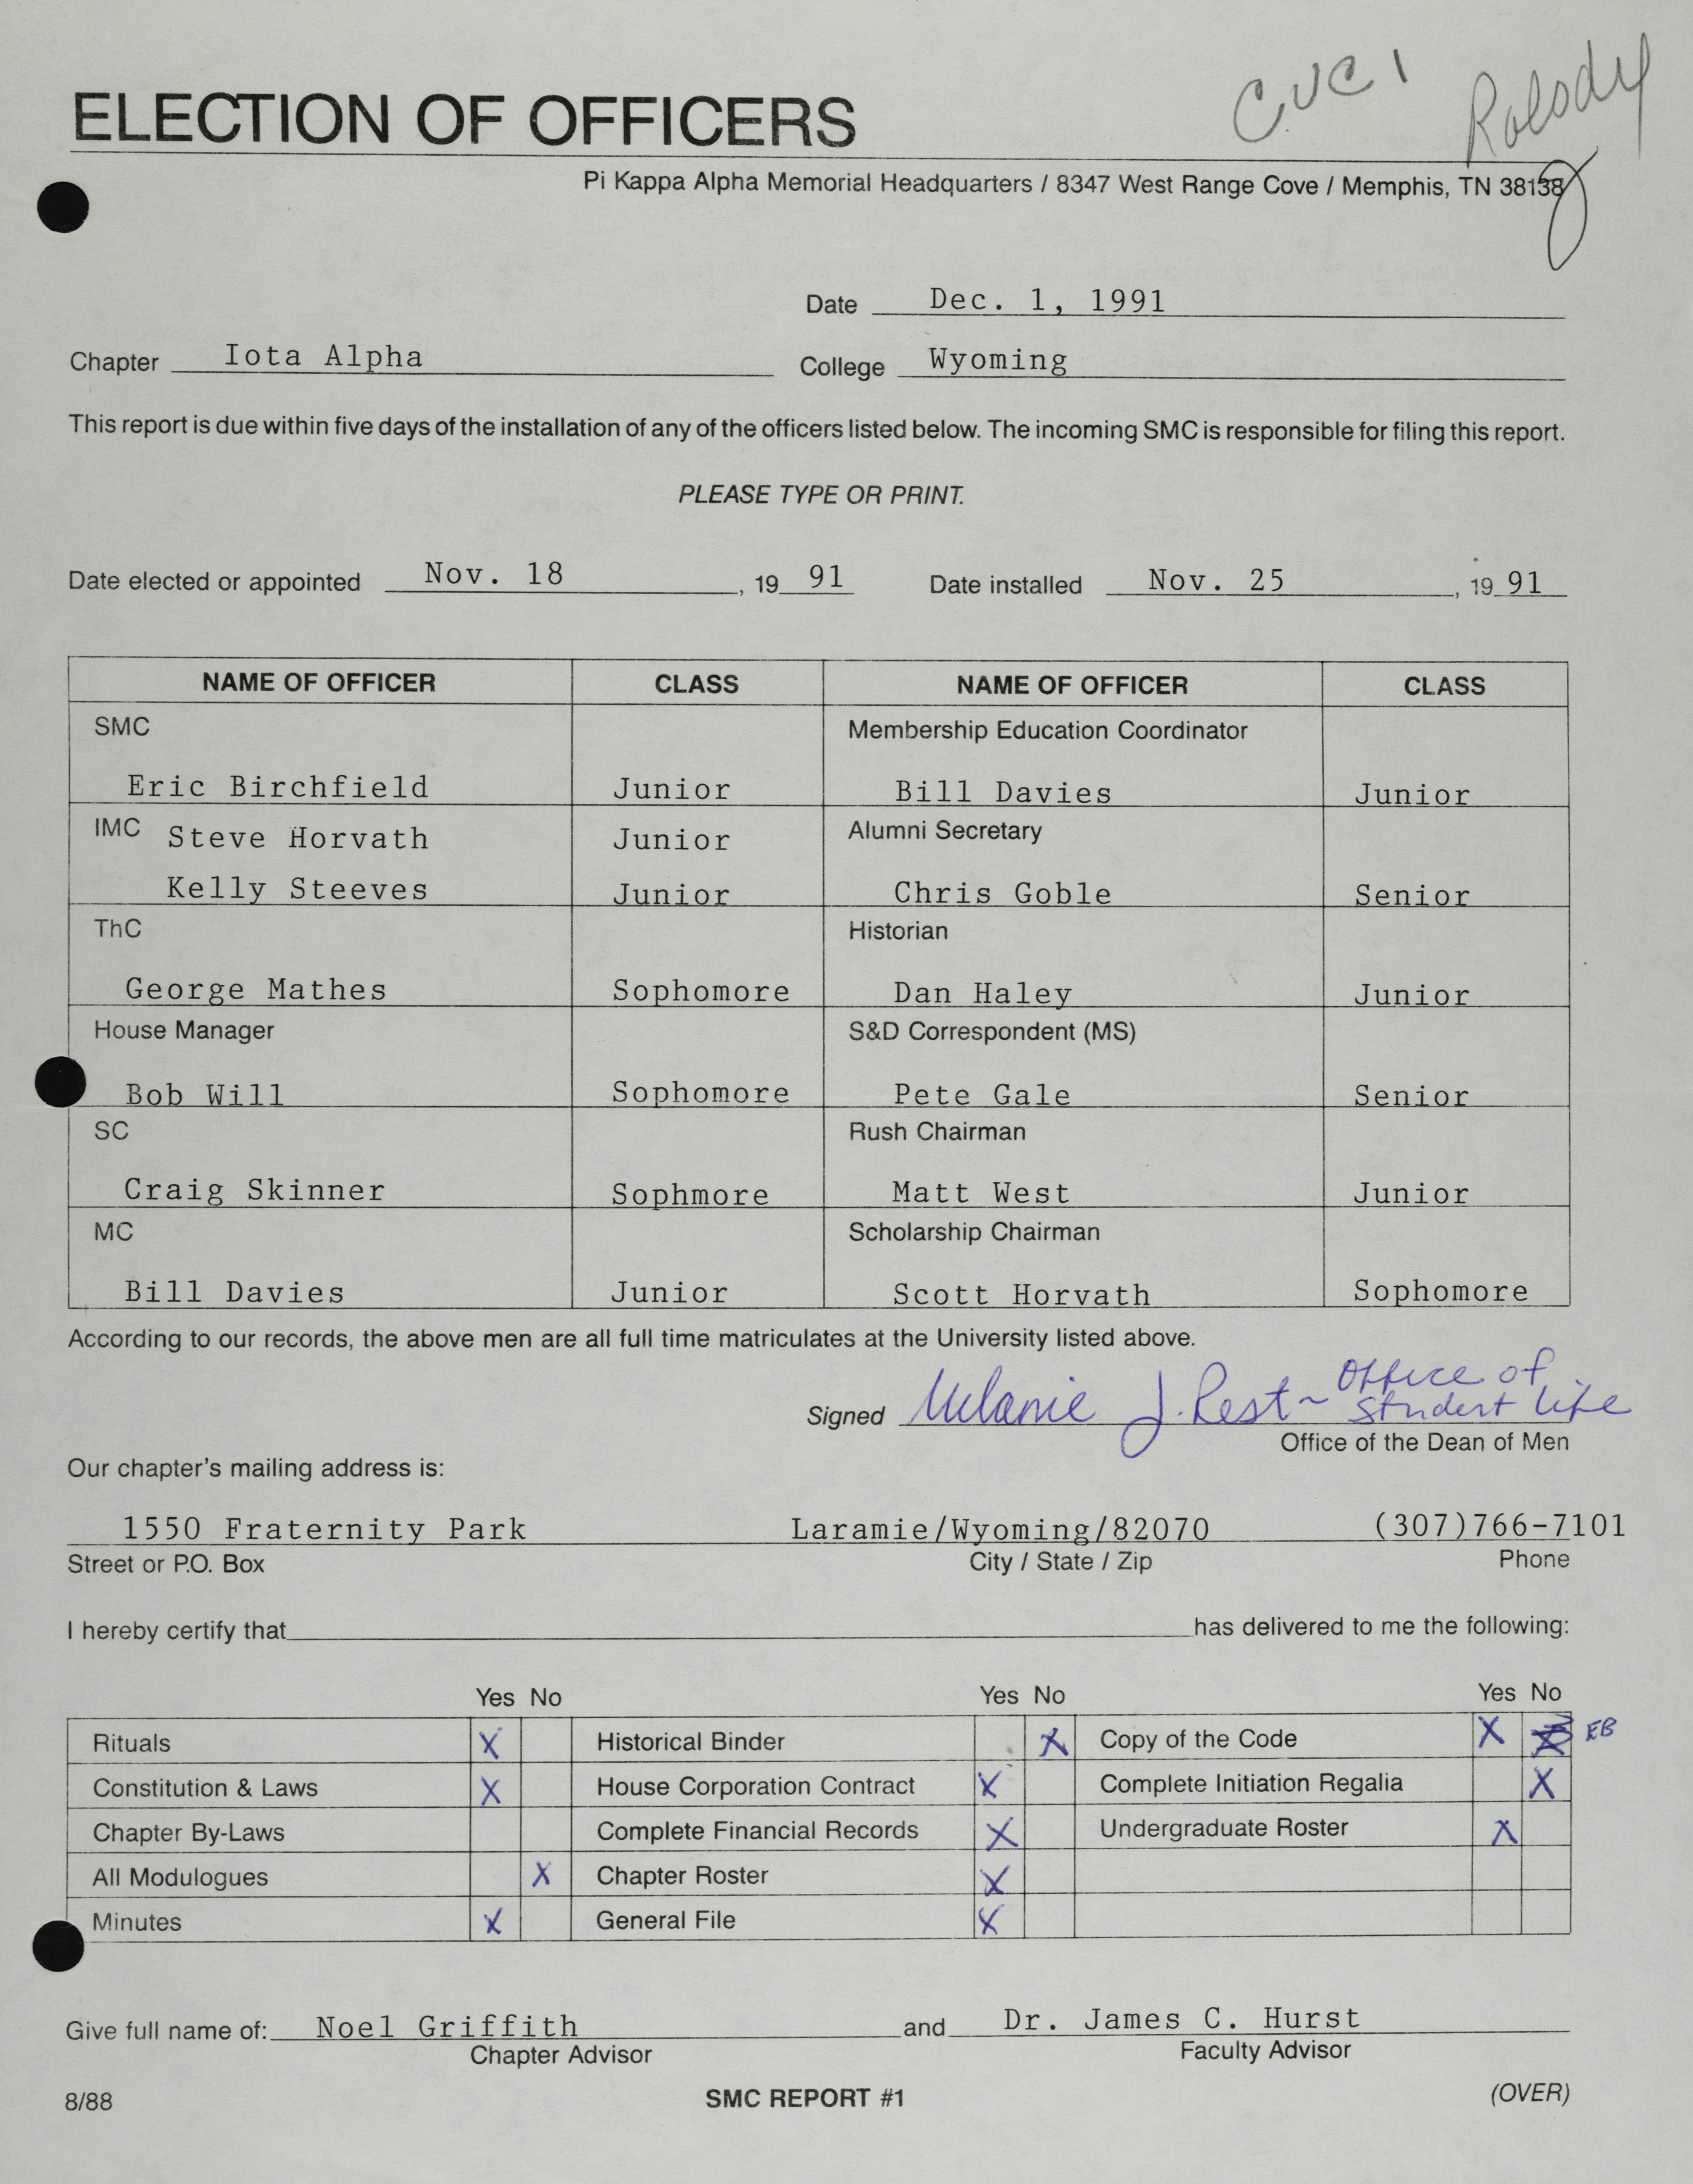 CVC 1
ELECTION OF OFFICERS
Pi Kappa Alpha Memorial Headquarters / 8347 West Range Cove / Memphis, TN 38138
Date Dec. 1, 1991
Chapter Iota Alpha College Wyoming
This report is due within five days of the installation of any of the officers listed below. The incoming SMC is responsible for filing this report.
PLEASE TYPE OR PRINT.
Date elected or appointed Nov. 18, 19 91 Date installed Nov. 25, 19 91
NAME OF OFFICER CLASS NAME OF OFFICER CLASS
SMC Membership Education Coordinator
Eric Birchfield Junior Bill Davies Junior
IMC Steve Horvath Junior Alumni Secretary
Kelly Steeves Junior Chris Goble Senior
ThC Historian
George Mathes Sophomore Dan Haley Junior
House Manager S&D Correspondent (MS)
Bob Will Sophomore Pete Gale Senior
SC Rush Chairman
Craig Skinner Sophmore Matt West Junior
MC Scholarship Chairman
Bill Davies Junior Scott Horvath Sophomore
According to our records, the above men are all full time matriculates at the University listed above.
Signed Melanie J. Rest~ Office of
Student Life
Office of the Dean of Men
Our chapter's mailing address is:
1550 Fraternity Park Laramie/Wyoming/82070 (307)766-7101
Street or P.O. Box City / State / Zip Phone
I hereby certify that has delivered to me the following:
Yes No Yes No Yes No
Rituals X Historical Binder X Copy of the Code X EB
Constitution & Laws X House Corporation Contract X Complete Initiation Regalia X
Chapter By-Laws Complete Financial Records X Undergraduate Roster X
All Modulogues X Chapter Roster X
Minutes X General File X
Give full name of: Noel Griffith and Dr. James C. Hurst
Chapter Advisor Faculty Advisor
8/88 SMC REPORT #1 (OVER)